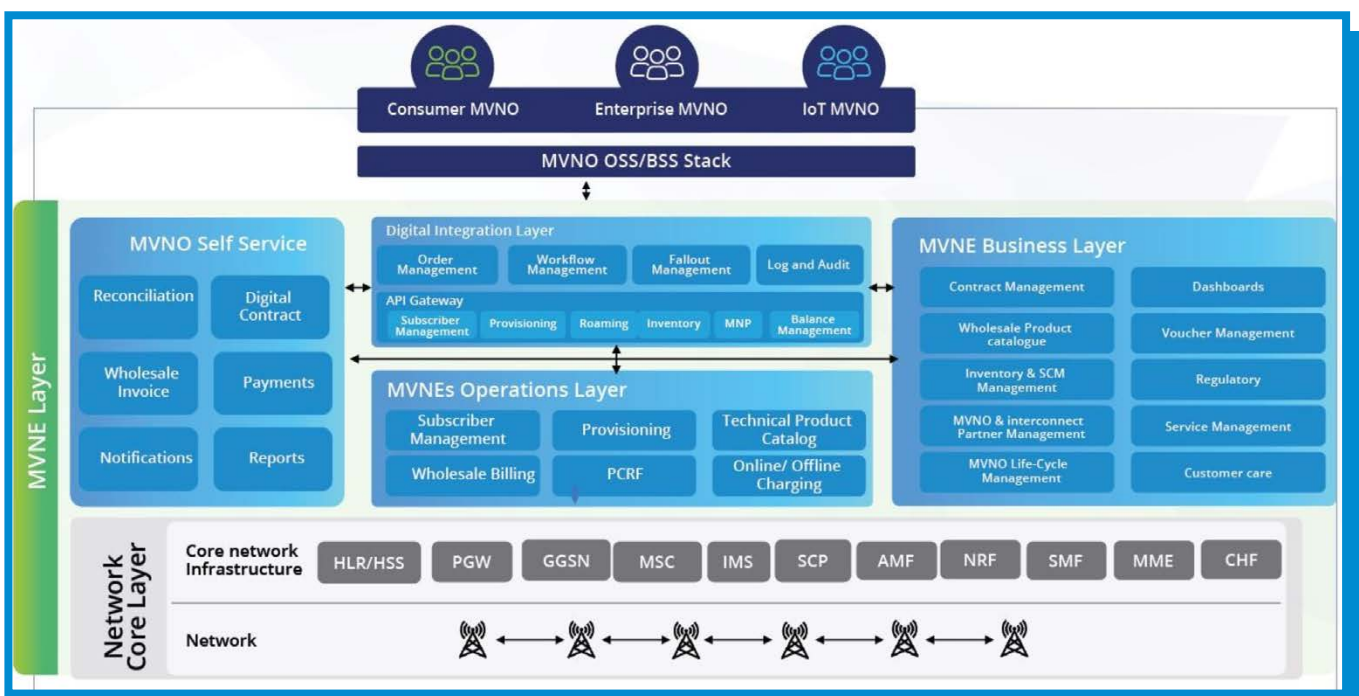 Consumer MVNO
Enterprise MVNO
IoT MVNO
MVNO OSS/BSS Stack
MVNE Layer
MVNO Self Service
Reconciliation
Digital
Contract
Wholesale
Invoice
Payments
Notifications
Reports
Digital Integration Layer
Order
Management
Workflow
Management
Fallout
Management
Log and Audit
API Gateway
Subscriber
Management
Provisioning
Roaming
Inventory
MNP
Balance
Management
MVNEs Operations Layer
Subscriber
Management
Provisioning
Technical Product
Catalog
Wholesale Billing
PCRF
Online/ Offline
Charging
MVNE Business Layer
Contract Management
Dashboards
Wholesale Product
catalogue
Voucher Management
Inventory & SCM
Management
Regulatory
MVNO & interconnect
Partner Management
Service Management
MVNO Life-Cycle
Management
Customer care
Network
Core Layer
Core network
Infrastructure
HLR/HSS
PGW
GGSN
MSC
IMS
SCP
AMF
NRF
SMF
MME
CHF
Network